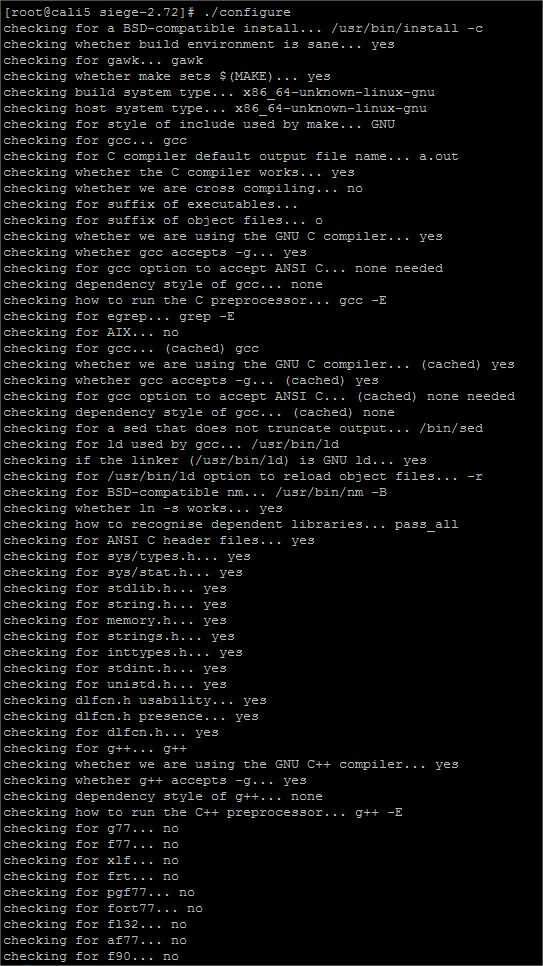 [root@cali5 siege-2.72]# ./configure
checking for a BSD-compatible install... /usr/bin/install -c
checking whether build environment is sane... yes
checking for gawk... gawk
checking whether make sets $(MAKE)... yes
checking build system type... x86_64-unknown-linux-gnu
checking host system type... x86_64-unknown-linux-gnu
checking for style of include used by make... GNU
checking for gcc... gcc
checking for C compiler default output file name... a.out
checking whether the C compiler works... yes
checking whether we are cross compiling... no
checking for suffix of executables...
checking for suffix of object files... o
checking whether we are using the GNU C compiler... yes
checking whether gcc accepts -g... yes
checking for gcc option to accept ANSI C... none needed
checking dependency style of gcc... none
checking how to run the C preprocessor... gcc -E
checking for egrep... grep -E
checking for AIX... no
checking for gcc... (cached) gcc
checking whether we are using the GNU C compiler... (cached) yes
checking whether gcc accepts -g... (cached) yes
checking for gcc option to accept ANSI C... (cached) none needed
checking dependency style of gcc... (cached) none
checking for a sed that does not truncate output... /bin/sed
checking for ld used by gcc... /usr/bin/ld
checking if the linker (/usr/bin/ld) is GNU ld... yes
checking for /usr/bin/ld option to reload object files... -r
checking for BSD-compatible nm... /usr/bin/nm -B
checking whether ln -s works... yes
checking how to recognise dependent libraries... pass_all
checking for ANSI C header files... yes
checking for sys/types.h... yes
checking for sys/stat.h... yes
checking for stdlib.h... yes
checking for string.h... yes
checking for memory.h... yes
checking for strings.h... yes
checking for inttypes.h... yes
checking for stdint.h... yes
checking for unistd.h... yes
checking dlfcn.h usability... yes
checking dlfcn.h presence... yes
checking for dlfcn.h... yes
checking for g++... g++
checking whether we are using the GNU C++ compiler... yes
checking whether g++ accepts -g... yes
checking dependency style of g++... none
checking how to run the C++ preprocessor... g++ -E
checking for g77... no
checking for f77... no
checking for xlf... no
checking for frt... no
checking for pgf77... no
checking for fort77... no
checking for fl32... no
checking for af77... no
checking for f90... no